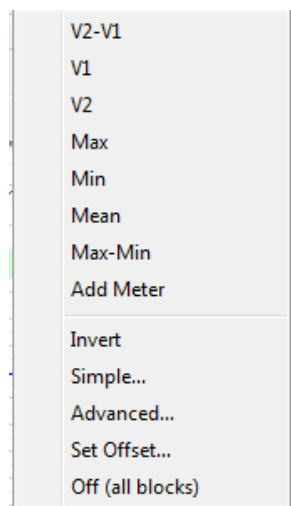 V2-V1
V1
V2
Max
Min
Mean
Max-Min
Add Meter
Invert
Simple...
Advanced...
Set Offset...
Off (all blocks)